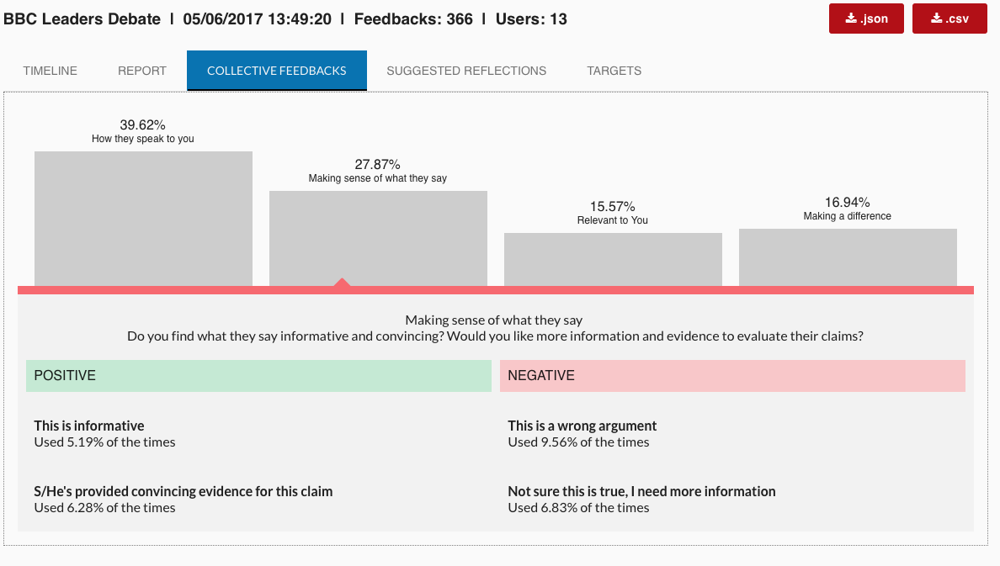 BBC Leaders Debate | 05/06/2017 13:49:20 | Feedbacks: 366 | Users: 13
.json
.csv
TIMELINE
REPORT
COLLECTIVE FEEDBACKS
SUGGESTED REFLECTIONS
TARGETS
39.62%
How they speak to you
27.87%
Making sense of what they say
15.57%
Relevant to You
16.94%
Making a difference
Making sense of what they say
Do you find what they say informative and convincing? Would you like more information and evidence to evaluate their claims?
POSITIVE
This is informative
Used 5.19% of the times
S/He's provided convincing evidence for this claim
Used 6.28% of the times
NEGATIVE
This is a wrong argument
Used 9.56% of the times
Not sure this is true, I need more information
Used 6.83% of the times